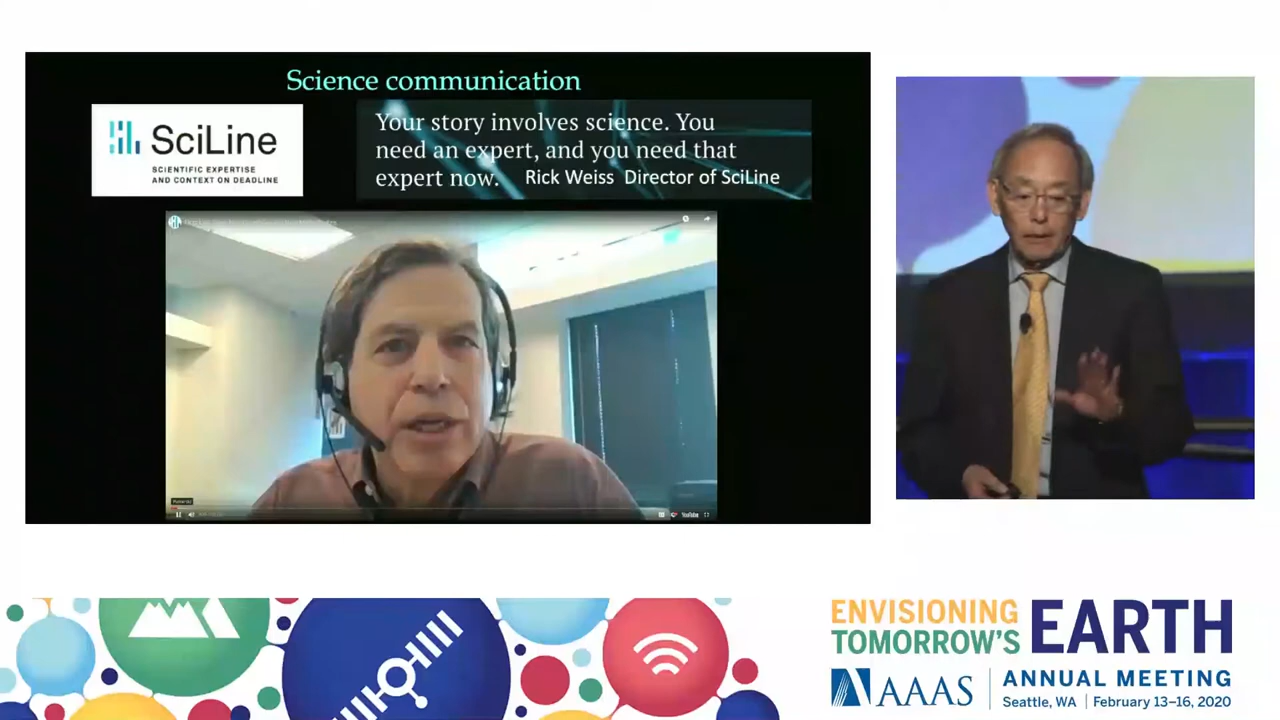 Science communication
SciLine
SCIENTIFIC EXPERTISE
AND CONTEXT ON DEADLINE
Your story involves science. You
need an expert, and you need that
expert now. Rick Weiss Director of SciLine
YouTube
ENVISIONING
TOMORROW'S
EARTH
AAAS
ANNUAL MEETING
Seattle, WA | February 13–16, 2020